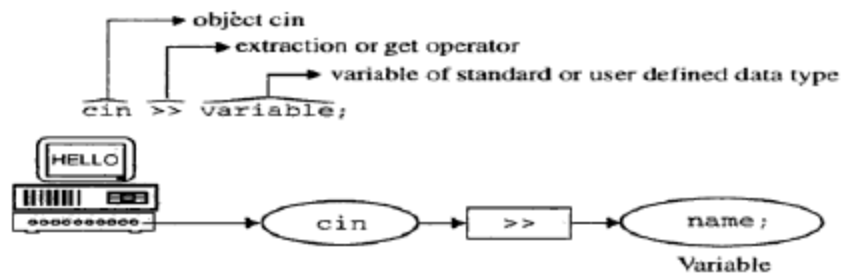 object cin
extraction or get operator
variable of standard or user defined data type
cin >> variable;
HELLO
cin >> name;
Variable